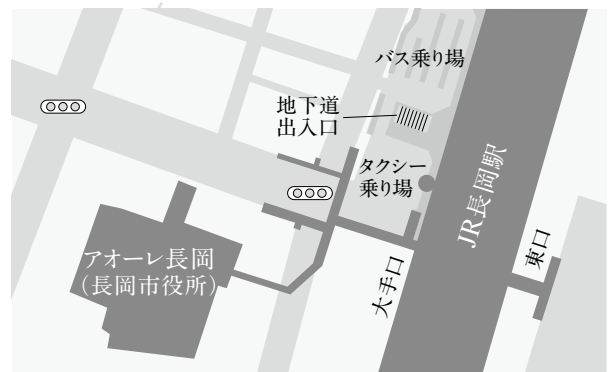 バス乗り場
地下道
出入口
タクシー
乗り場
JR長岡駅
アオーレ長岡
（長岡市役所）
大手口
東口